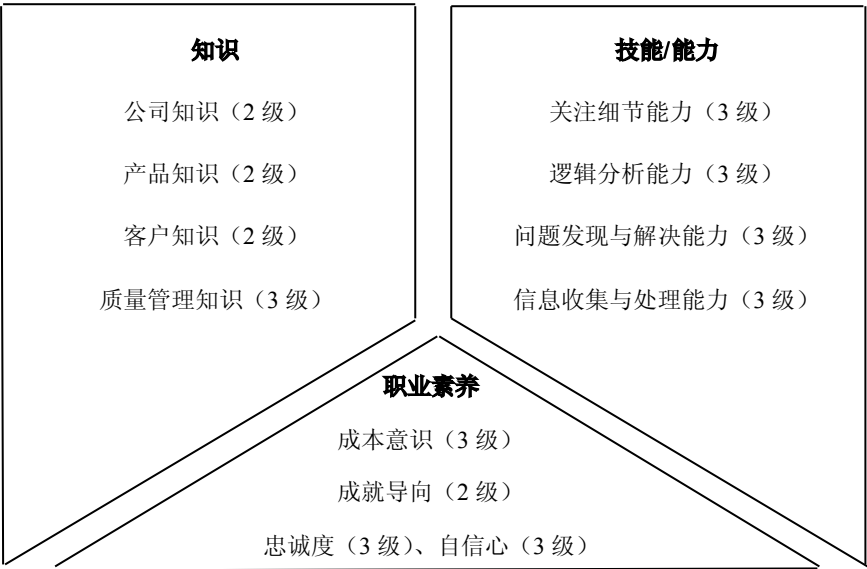 知识
公司知识（2 级）
产品知识（2 级）
客户知识（2 级）
质量管理知识（3 级）
技能/能力
关注细节能力（3 级）
逻辑分析能力（3 级）
问题发现与解决能力（3 级）
信息收集与处理能力（3 级）
职业素养
成本意识（3 级）
成就导向（2 级）
忠诚度（3 级）、自信心（3 级）